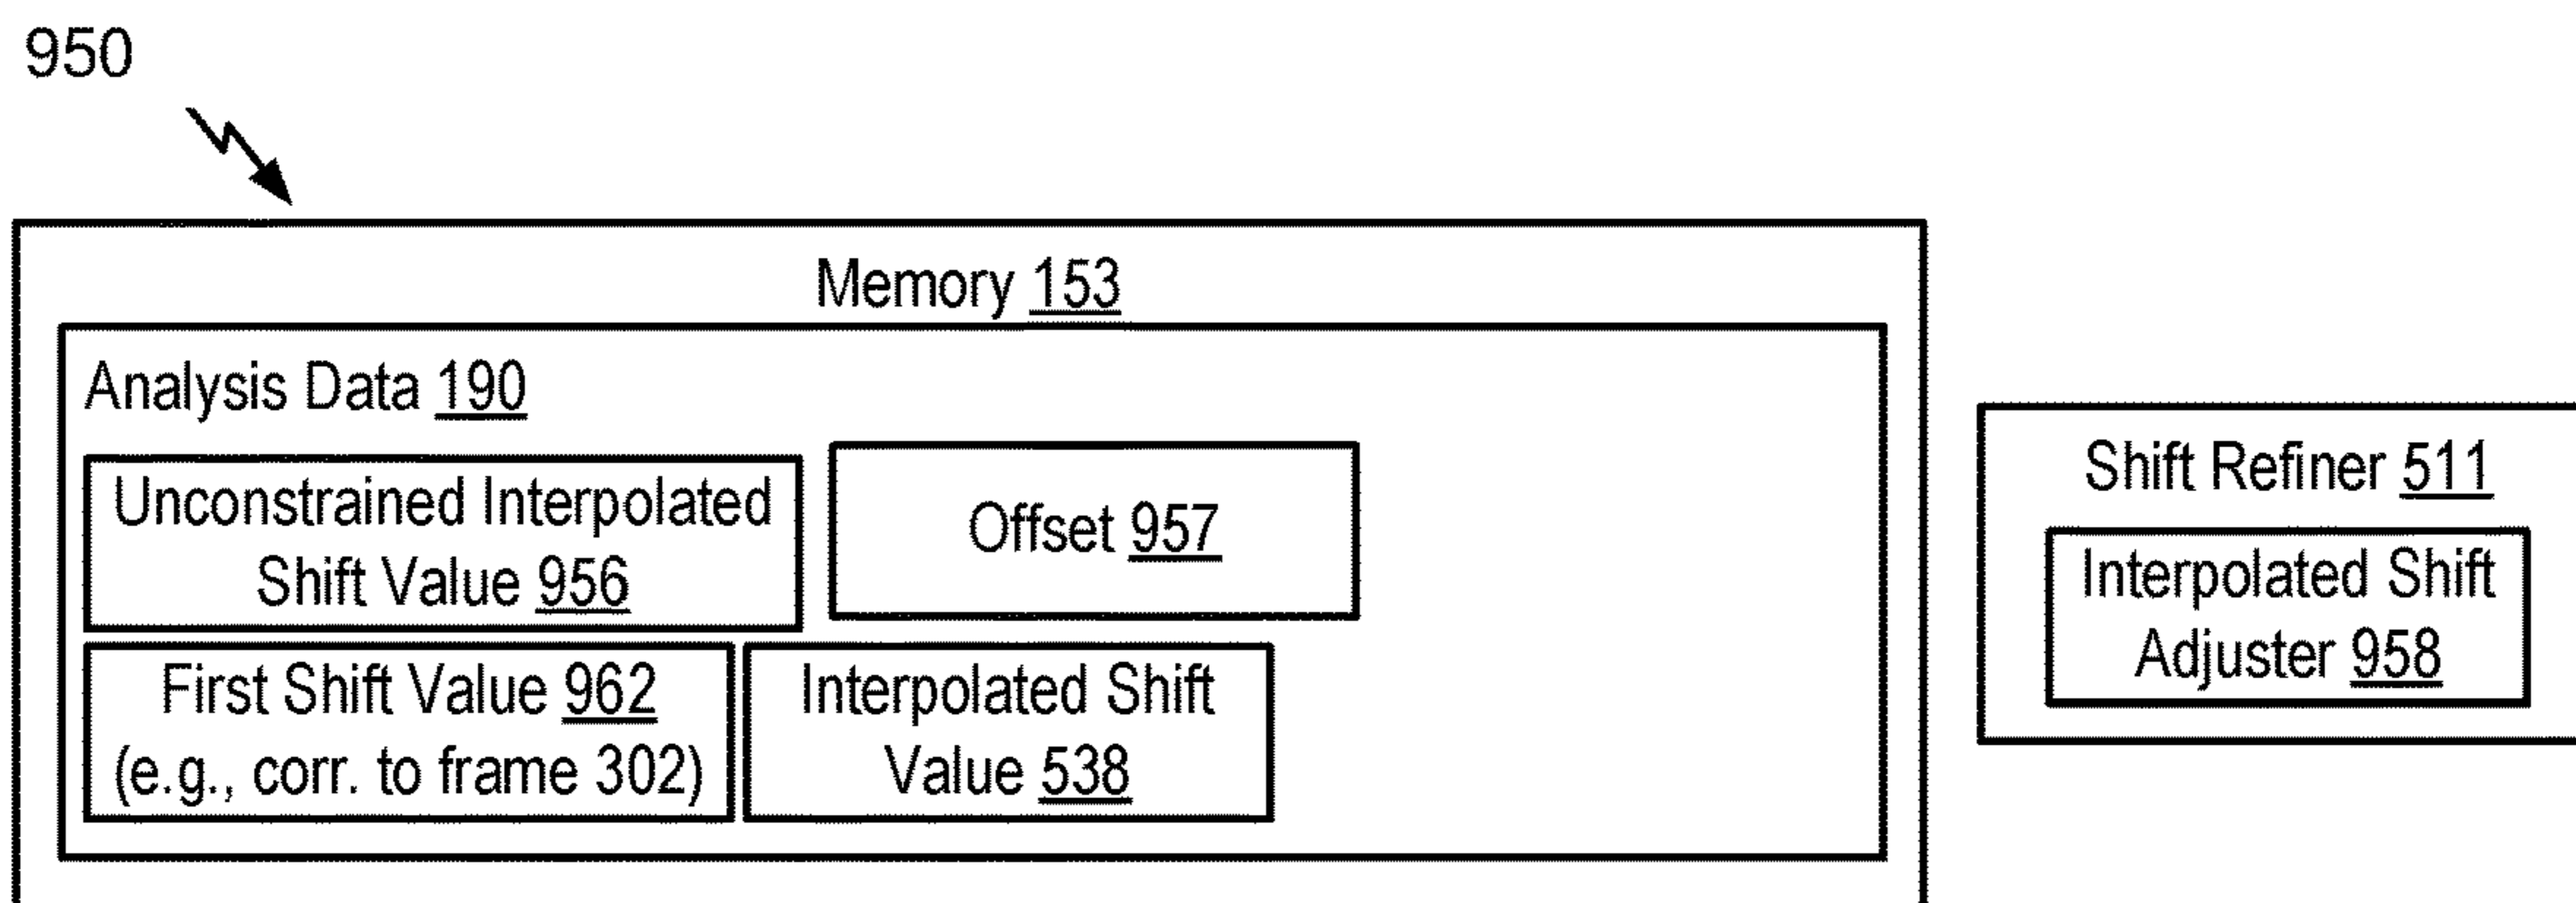 950
Memory 153
Analysis Data 190
Unconstrained Interpolated
Shift Value 956
Offset 957
First Shift Value 962
(e.g., corr. to frame 302)
Interpolated Shift
Value 538
Shift Refiner 511
Interpolated Shift
Adjuster 958